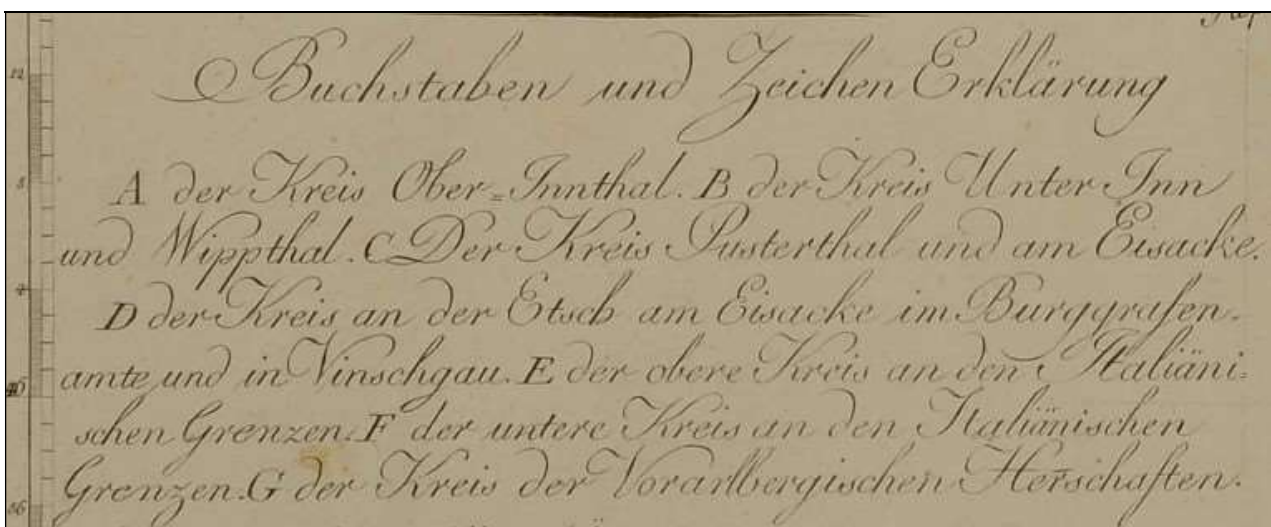 Buchstaben und Zeichen Erklärung
A der Kreis Ober=Innthal. B der Kreis Unter Inn
und Wippthal. C Der Kreis Pusterthal und am Eisacke.
D der Kreis an der Etsch am Eisacke im Burggrafen-
amte und in Vinschgau. E der obere Kreis an den Italiäni=
schen Grenzen. F der untere Kreis an den Italiänischen
Grenzen. G der Kreis der Vorarlbergischen Herschaften.